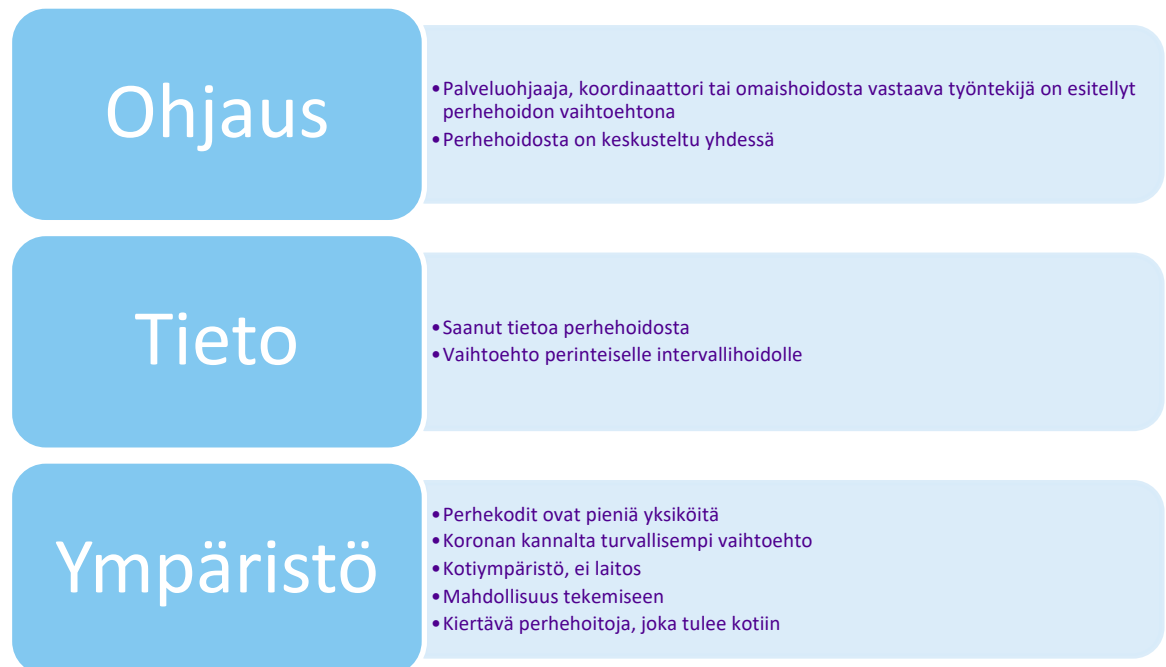 Ohjaus
•Palveluohjaaja, koordinaattori tai omaishoidosta vastaava työntekijä on esitellyt
perhehoidon vaihtoehtona
•Perhehoidosta on keskusteltu yhdessä
Tieto
•Saanut tietoa perhehoidosta
•Vaihtoehto perinteiselle intervallihoidolle
Ympäristö
•Perhekodit ovat pieniä yksiköitä
•Koronan kannalta turvallisempi vaihtoehto
•Kotiympäristö, ei laitos
•Mahdollisuus tekemiseen
•Kiertävä perhehoitoja, joka tulee kotiin